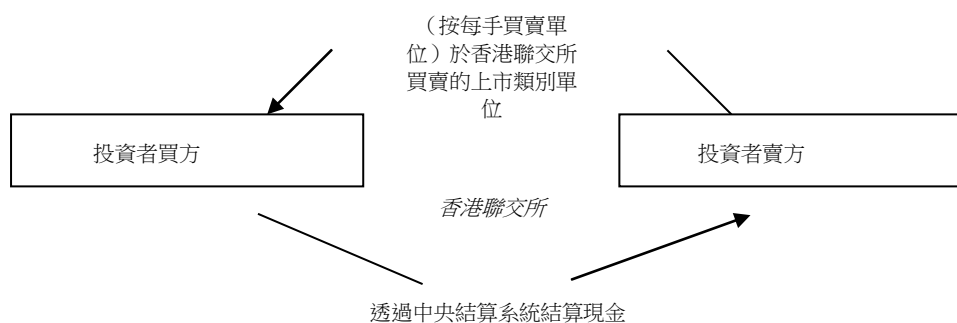 （按每手買賣單
位）於香港聯交所
買賣的上市類別單
位
投資者買方
投資者賣方
香港聯交所
透過中央結算系統結算現金